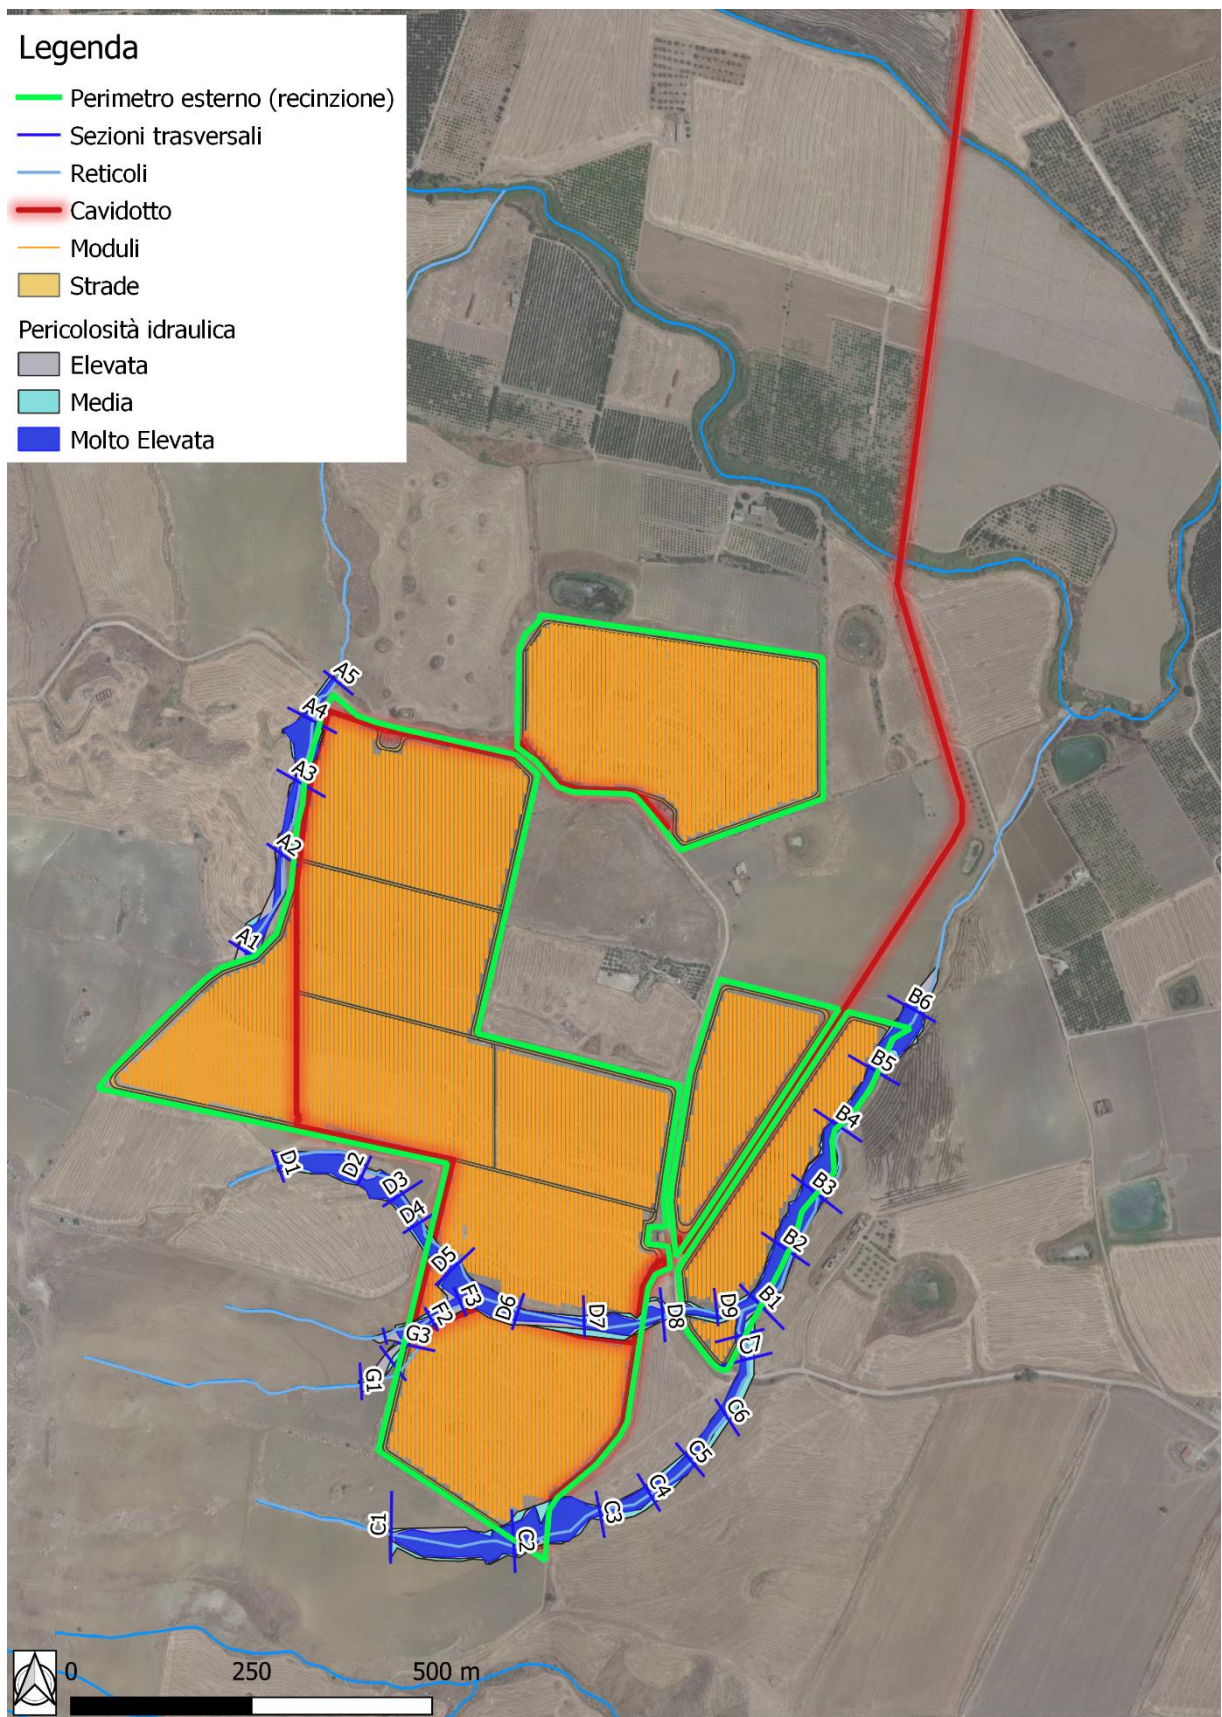 Legenda
Perimetro esterno (recinzione)
Sezioni trasversali
Reticoli
Cavidotto
Moduli
Strade
Pericolosità idraulica
Elevata
Media
Molto Elevata
A5
A4
A3
A2
A1
B6
B5
B4
B3
B2
B1
D1
D2
D3
D4
D5
F3
D6
F2
G3
G1
D7
D8
D9
C7
C6
C5
C4
C3
C2
C1
0 250 500 m